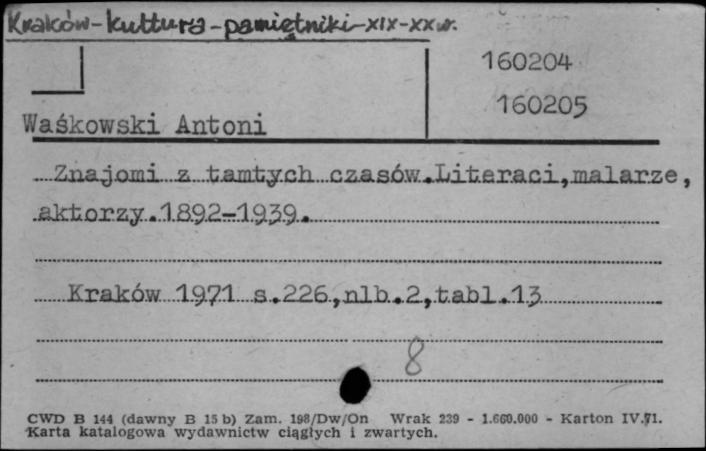 Kraków-kultura-pamiętniki-XIX-XX w.
160204
160205
Waśkowski Antoni
Znajomi z tamtych czasów.Literaci,malarze,
aktorzy.1892-1939.
Kraków 1971 s.226,nlb.2,tabl.13
8
CWD B 144 (dawny B 15 b) Zam. 198/Dw/On Wrak 239 - 1.660.000 - Karton IV.71.
Karta katalogowa wydawnictw ciągłych i zwartych.